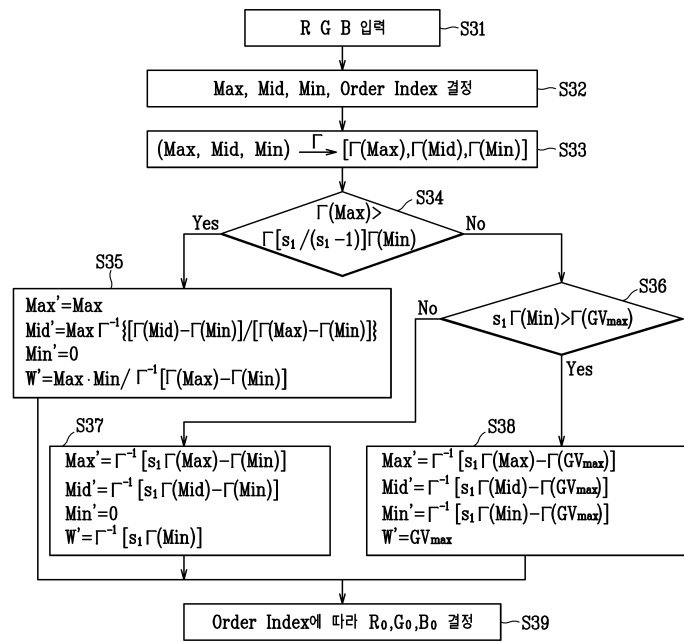 R G B 입력
S31
Max, Mid, Min, Order Index 결정
S32
(Max, Mid, Min) Γ→ [Γ(Max),Γ(Mid),Γ(Min)]
S33
S34
Γ(Max)>
Γ[s₁/(s₁-1)]Γ(Min)
Yes
No
S35
Max'=Max
Mid'=Max Γ⁻¹{[Γ(Mid)-Γ(Min)]/[Γ(Max)-Γ(Min)]}
Min'=0
W'=Max·Min/ Γ⁻¹[Γ(Max)-Γ(Min)]
S36
s₁Γ(Min)>Γ(GVmax)
No
Yes
S37
Max'=Γ⁻¹[s₁Γ(Max)-Γ(Min)]
Mid'=Γ⁻¹[s₁Γ(Mid)-Γ(Min)]
Min'=0
W'=Γ⁻¹[s₁Γ(Min)]
S38
Max'=Γ⁻¹[s₁Γ(Max)-Γ(GVmax)]
Mid'=Γ⁻¹[s₁Γ(Mid)-Γ(GVmax)]
Min'=Γ⁻¹[s₁Γ(Min)-Γ(GVmax)]
W'=GVmax
Order Index에 따라 R₀,G₀,B₀ 결정
S39